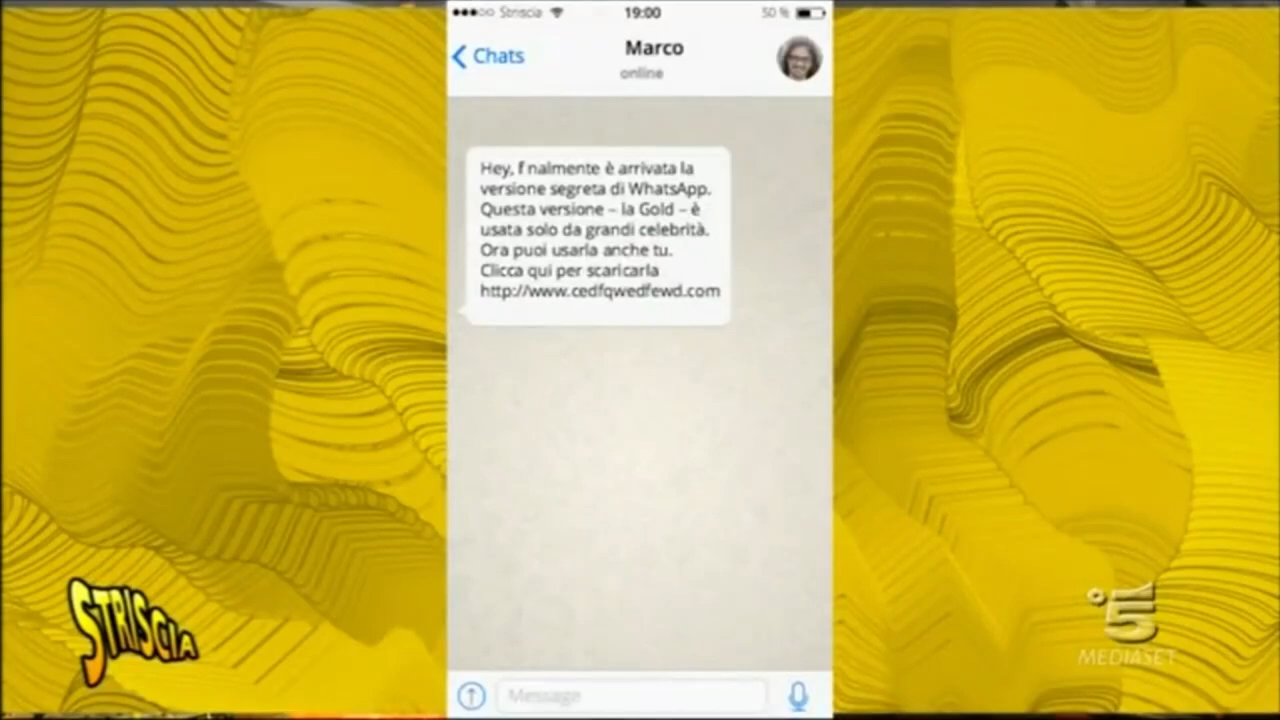 Striscia 19:00 50 %
Chats Marco
online
Hey, f nalmente è arrivata la
versione segreta di WhatsApp.
Questa versione – la Gold – è
usata solo da grandi celebrità.
Ora puoi usarla anche tu.
Clicca qui per scaricarla
http://www.cedfqwedfewd.com
Message
STRISCIA
5
MEDIASET